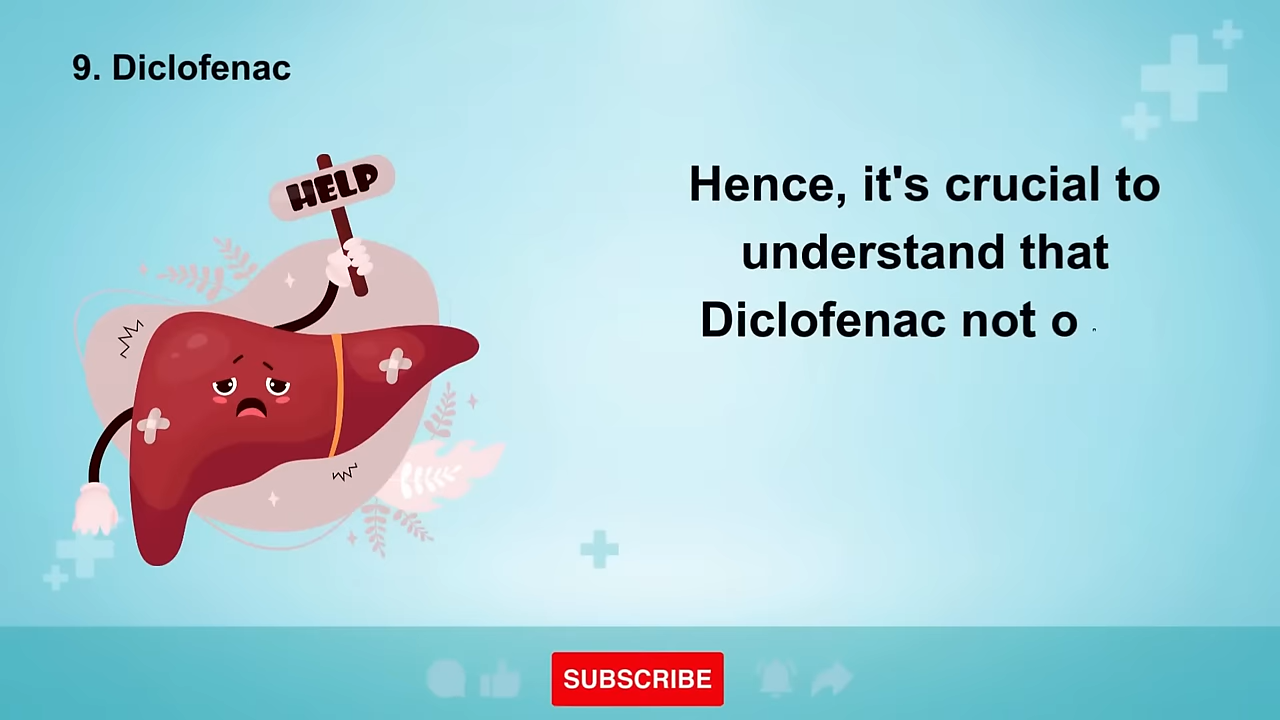 9. Diclofenac
HELP
Hence, it's crucial to
understand that
Diclofenac not o
SUBSCRIBE